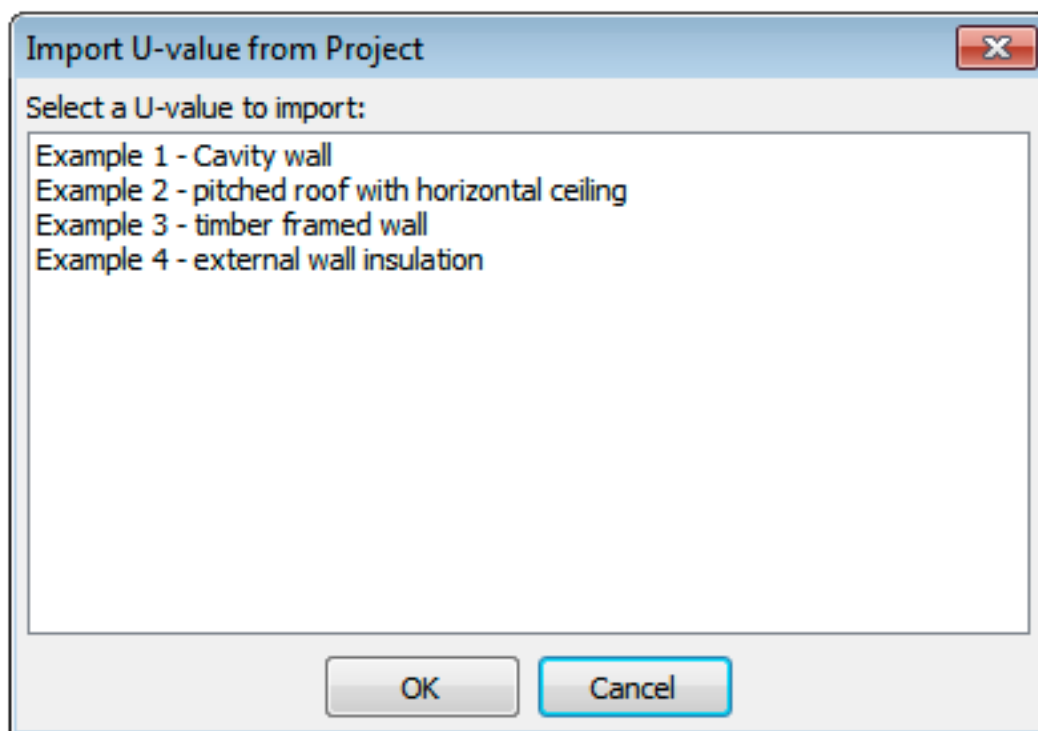 Import U-value from Project
Select a U-value to import:
Example 1 - Cavity wall
Example 2 - pitched roof with horizontal ceiling
Example 3 - timber framed wall
Example 4 - external wall insulation
OK
Cancel